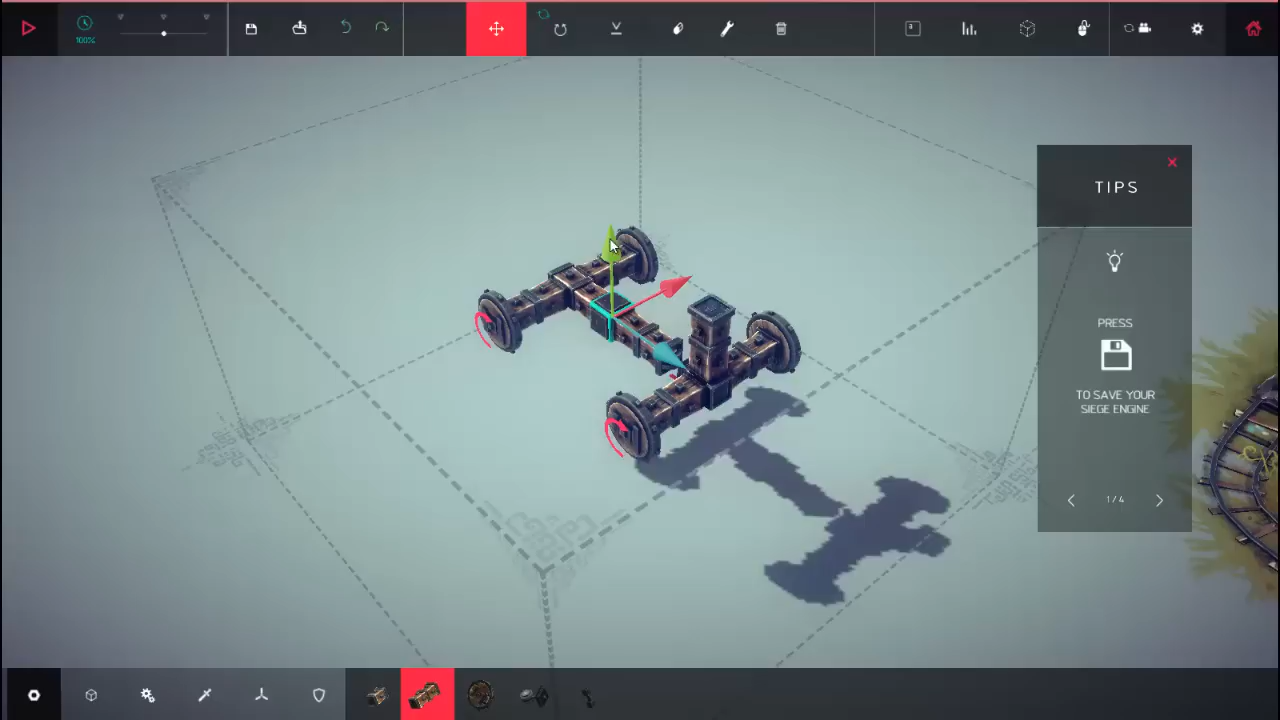 100%
TIPS
PRESS
TO SAVE YOUR
SIEGE ENGINE
1/4